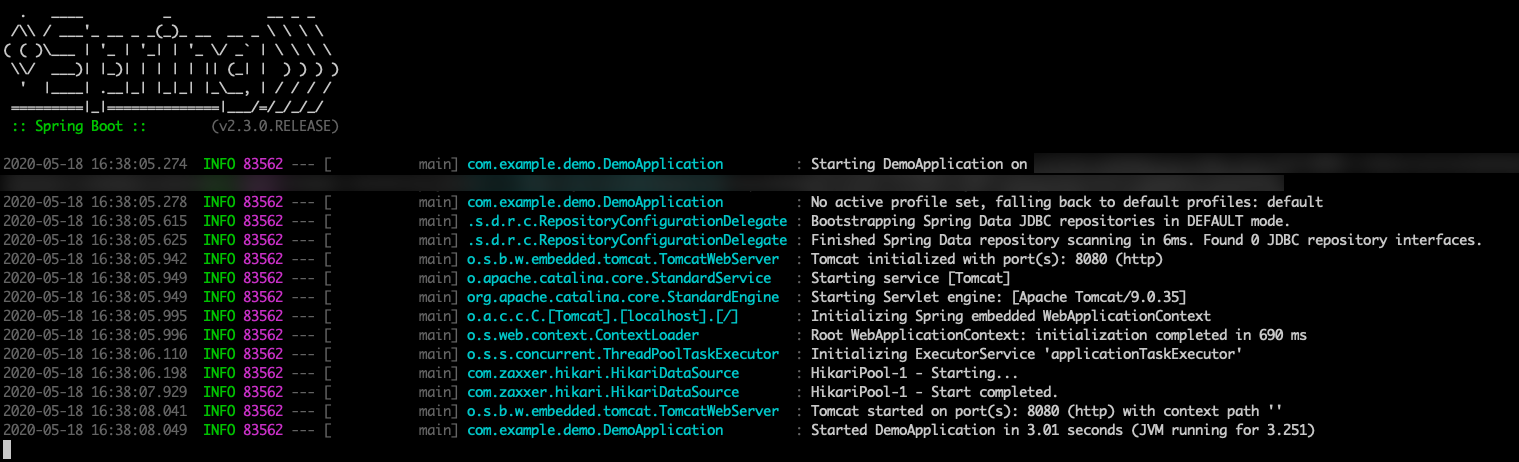 .   ____          _            __ _ _
 /\\ / ___'_ __ _ _(_)_ __  __ _ \ \ \ \
( ( )\___ | '_ | '_| | '_ \/ _` | \ \ \ \
 \\/  ___)| |_)| | | | | || (_| |  ) ) ) )
  '  |____| .__|_| |_|_| |_\__, | / / / /
 =========|_|==============|___/=/_/_/_/
 :: Spring Boot ::        (v2.3.0.RELEASE)
2020-05-18 16:38:05.274  INFO 83562 --- [           main] com.example.demo.DemoApplication         : Starting DemoApplication on
2020-05-18 16:38:05.278  INFO 83562 --- [           main] com.example.demo.DemoApplication         : No active profile set, falling back to default profiles: default
2020-05-18 16:38:05.615  INFO 83562 --- [           main] .s.d.r.c.RepositoryConfigurationDelegate : Bootstrapping Spring Data JDBC repositories in DEFAULT mode.
2020-05-18 16:38:05.625  INFO 83562 --- [           main] .s.d.r.c.RepositoryConfigurationDelegate : Finished Spring Data repository scanning in 6ms. Found 0 JDBC repository interfaces.
2020-05-18 16:38:05.942  INFO 83562 --- [           main] o.s.b.w.embedded.tomcat.TomcatWebServer  : Tomcat initialized with port(s): 8080 (http)
2020-05-18 16:38:05.949  INFO 83562 --- [           main] o.apache.catalina.core.StandardService   : Starting service [Tomcat]
2020-05-18 16:38:05.949  INFO 83562 --- [           main] org.apache.catalina.core.StandardEngine  : Starting Servlet engine: [Apache Tomcat/9.0.35]
2020-05-18 16:38:05.995  INFO 83562 --- [           main] o.a.c.c.C.[Tomcat].[localhost].[/]       : Initializing Spring embedded WebApplicationContext
2020-05-18 16:38:05.996  INFO 83562 --- [           main] o.s.web.context.ContextLoader            : Root WebApplicationContext: initialization completed in 690 ms
2020-05-18 16:38:06.110  INFO 83562 --- [           main] o.s.s.concurrent.ThreadPoolTaskExecutor  : Initializing ExecutorService 'applicationTaskExecutor'
2020-05-18 16:38:06.198  INFO 83562 --- [           main] com.zaxxer.hikari.HikariDataSource       : HikariPool-1 - Starting...
2020-05-18 16:38:07.929  INFO 83562 --- [           main] com.zaxxer.hikari.HikariDataSource       : HikariPool-1 - Start completed.
2020-05-18 16:38:08.041  INFO 83562 --- [           main] o.s.b.w.embedded.tomcat.TomcatWebServer  : Tomcat started on port(s): 8080 (http) with context path ''
2020-05-18 16:38:08.049  INFO 83562 --- [           main] com.example.demo.DemoApplication         : Started DemoApplication in 3.01 seconds (JVM running for 3.251)